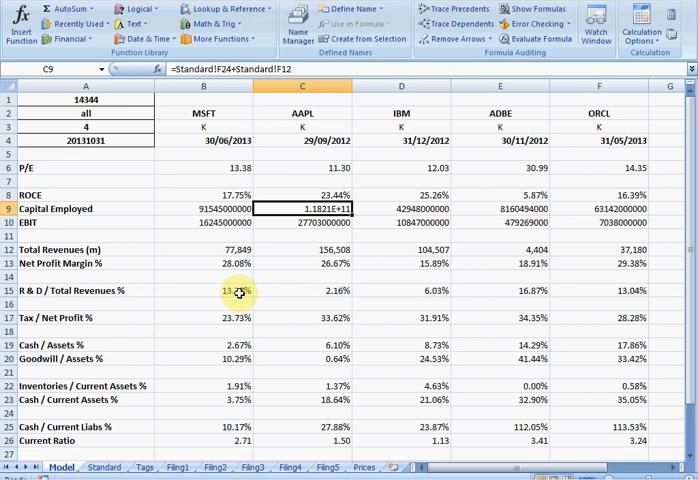 Insert Function
AutoSum
Recently Used
Financial
Logical
Text
Date & Time
Lookup & Reference
Math & Trig
More Functions
Function Library
Name Manager
Define Name
Use in Formula
Create from Selection
Defined Names
Trace Precedents
Trace Dependents
Remove Arrows
Show Formulas
Error Checking
Evaluate Formula
Formula Auditing
Watch Window
Calculation Options
Calculation
C9 fx =Standard!F24+Standard!F12
A B C D E F G
1 14344
2 all MSFT AAPL IBM ADBE ORCL
3 4 K K K K K
4 20131031 30/06/2013 29/09/2012 31/12/2012 30/11/2012 31/05/2013
5
6 P/E 13.38 11.30 12.03 30.99 14.35
7
8 ROCE 17.75% 23.44% 25.26% 5.87% 16.39%
9 Capital Employed 91545000000 1.1821E+11 42948000000 8160494000 63142000000
10 EBIT 16245000000 27703000000 10847000000 479269000 7038000000
11
12 Total Revenues (m) 77,849 156,508 104,507 4,404 37,180
13 Net Profit Margin % 28.08% 26.67% 15.89% 18.91% 29.38%
14
15 R & D / Total Revenues % 2.16% 6.03% 16.87% 13.04%
16
17 Tax / Net Profit % 23.73% 33.62% 31.91% 34.35% 28.28%
18
19 Cash / Assets % 2.67% 6.10% 8.73% 14.29% 17.86%
20 Goodwill / Assets % 10.29% 0.64% 24.53% 41.44% 33.42%
21
22 Inventories / Current Assets % 1.91% 1.37% 4.63% 0.00% 0.58%
23 Cash / Current Assets % 3.75% 18.64% 21.06% 32.90% 35.05%
24
25 Cash / Current Liabs % 10.17% 27.88% 23.87% 112.05% 113.53%
26 Current Ratio 2.71 1.50 1.13 3.41 3.24
27
Model Standard Tags Filing1 Filing2 Filing3 Filing4 Filing5 Prices